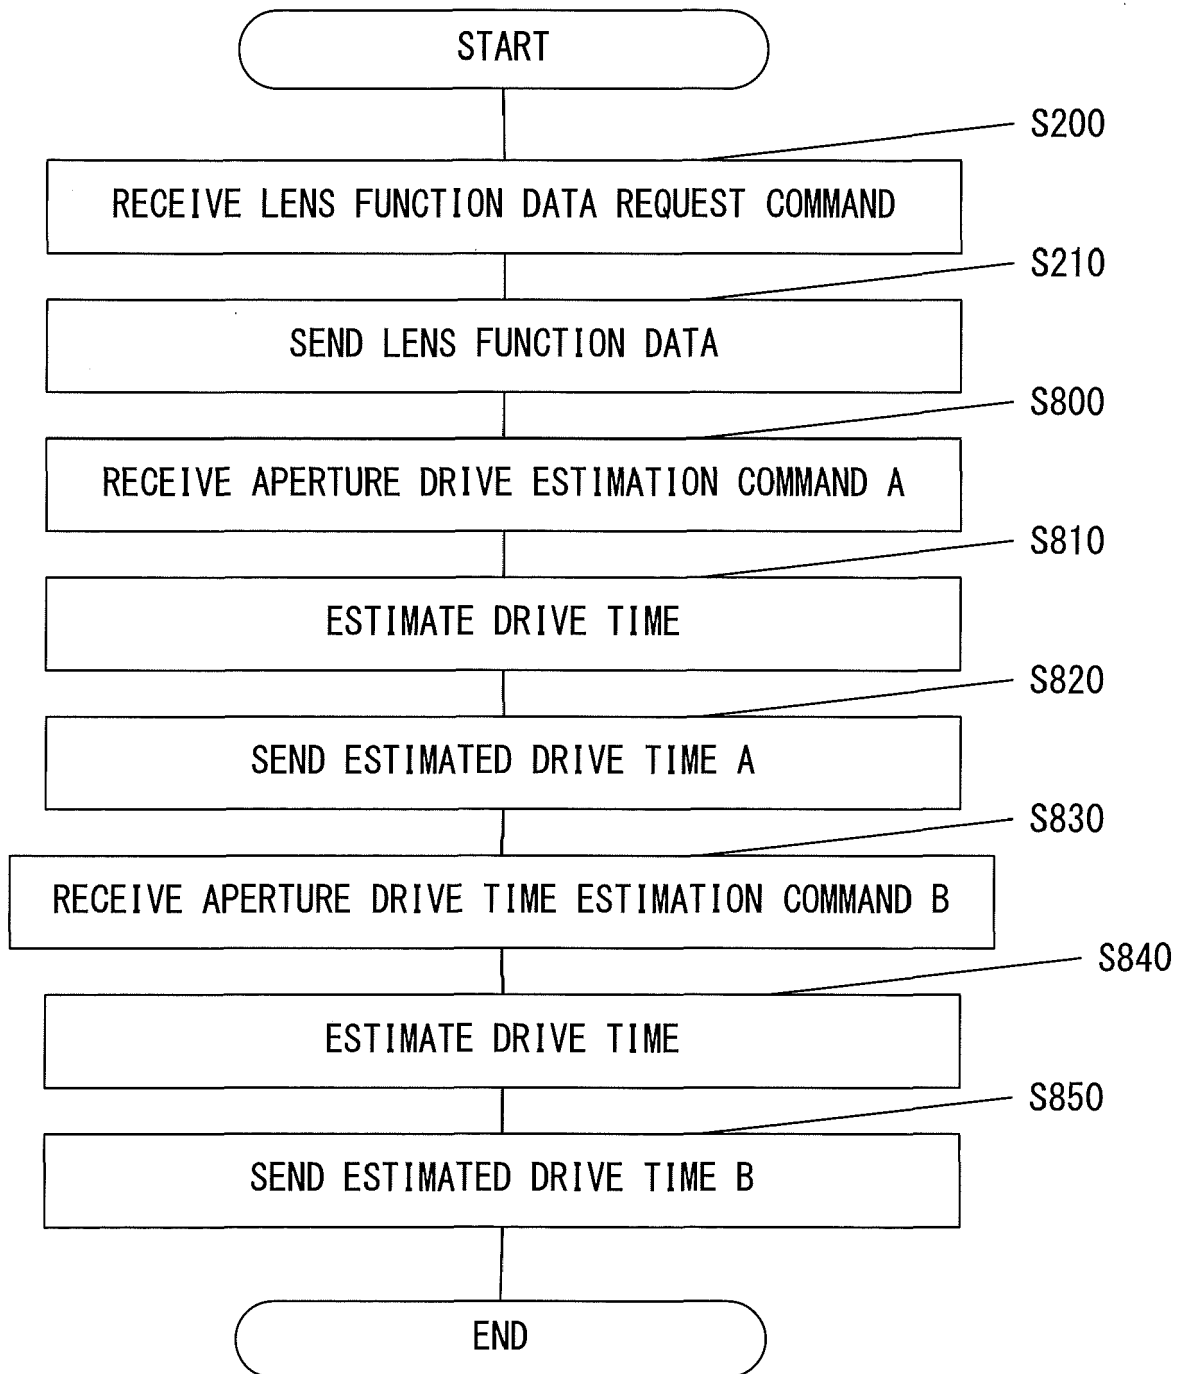 START
S200
RECEIVE LENS FUNCTION DATA REQUEST COMMAND
S210
SEND LENS FUNCTION DATA
S800
RECEIVE APERTURE DRIVE ESTIMATION COMMAND A
S810
ESTIMATE DRIVE TIME
S820
SEND ESTIMATED DRIVE TIME A
S830
RECEIVE APERTURE DRIVE TIME ESTIMATION COMMAND B
S840
ESTIMATE DRIVE TIME
S850
SEND ESTIMATED DRIVE TIME B
END